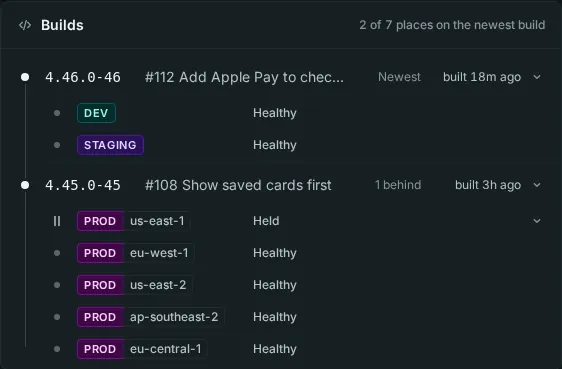 </> Builds 2 of 7 places on the newest build
4.46.0-46 #112 Add Apple Pay to chec... Newest built 18m ago
DEV Healthy
STAGING Healthy
4.45.0-45 #108 Show saved cards first 1 behind built 3h ago
PROD us-east-1 Held
PROD eu-west-1 Healthy
PROD us-east-2 Healthy
PROD ap-southeast-2 Healthy
PROD eu-central-1 Healthy